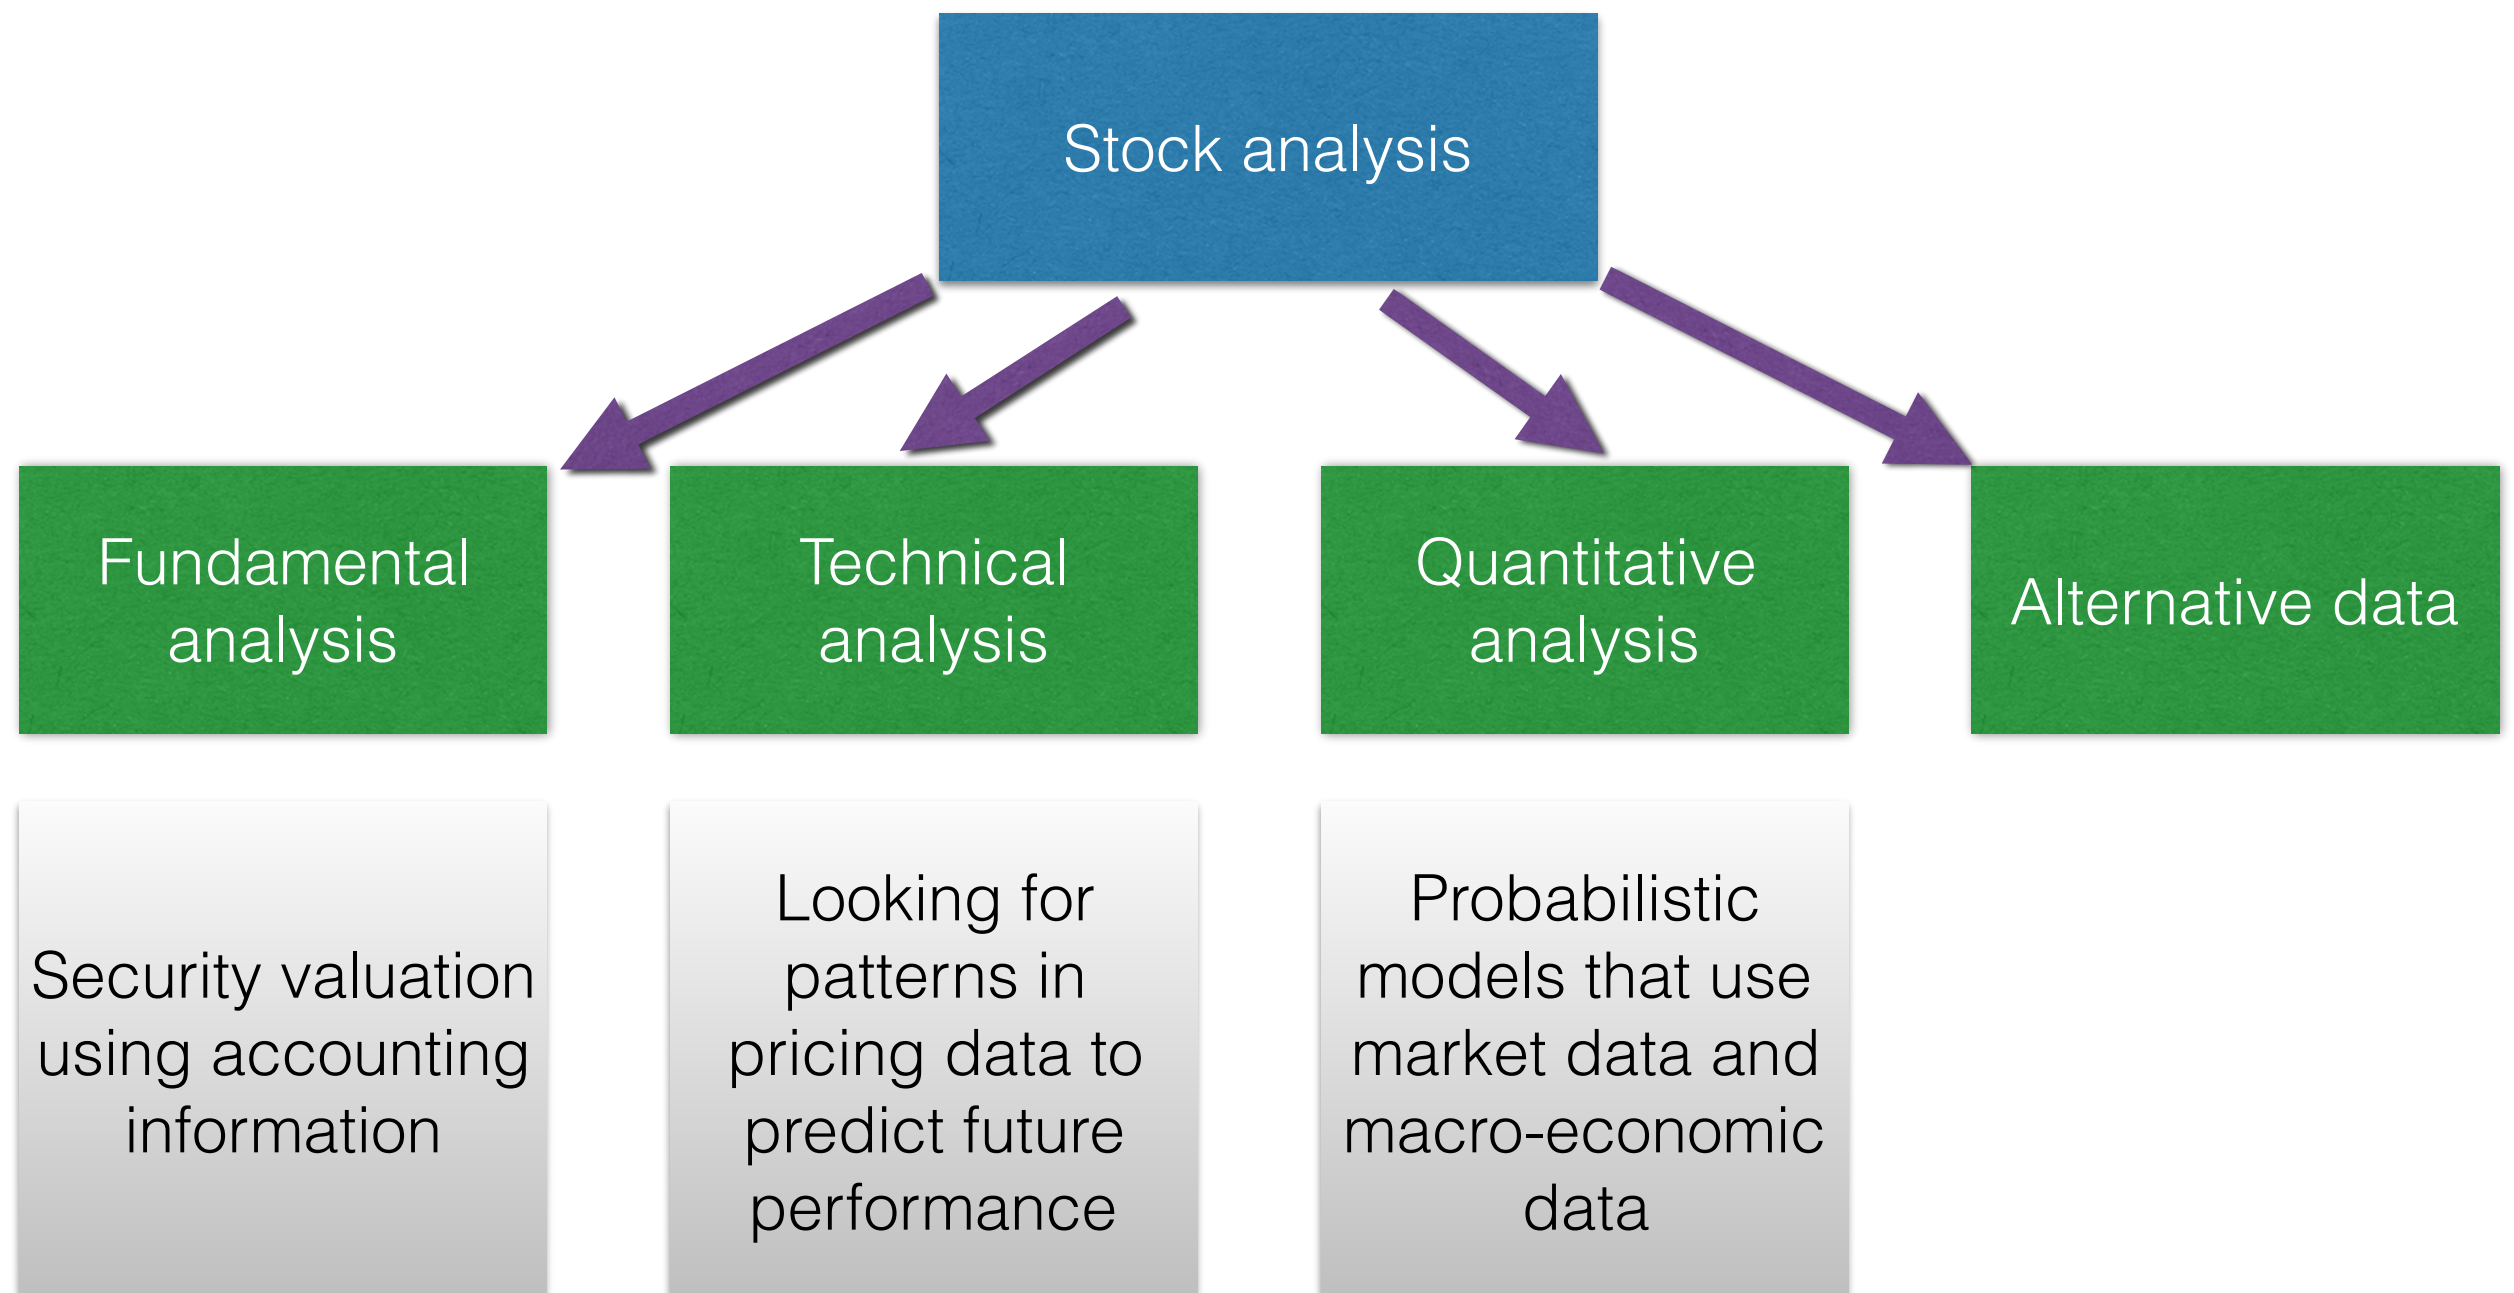 Stock analysis
Fundamental
analysis
Technical
analysis
Quantitative
analysis
Alternative data
Security valuation
using accounting
information
Looking for
patterns in
pricing data to
predict future
performance
Probabilistic
models that use
market data and
macro-economic
data